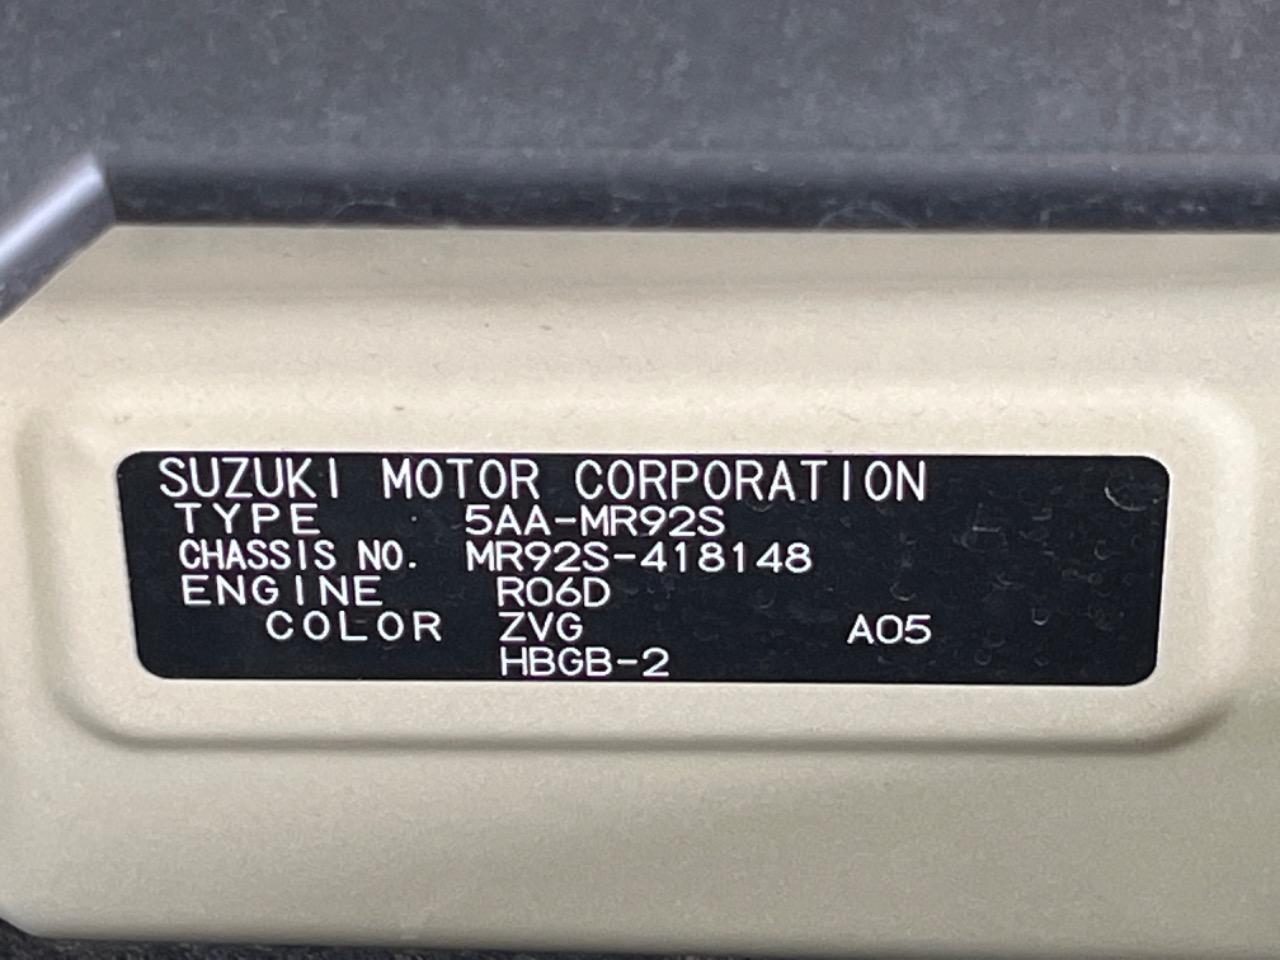 SUZUKI MOTOR CORPORATION
TYPE 5AA-MR92S
CHASSIS NO. MR92S-418148
ENGINE R06D
COLOR ZVG A05
HBGB-2